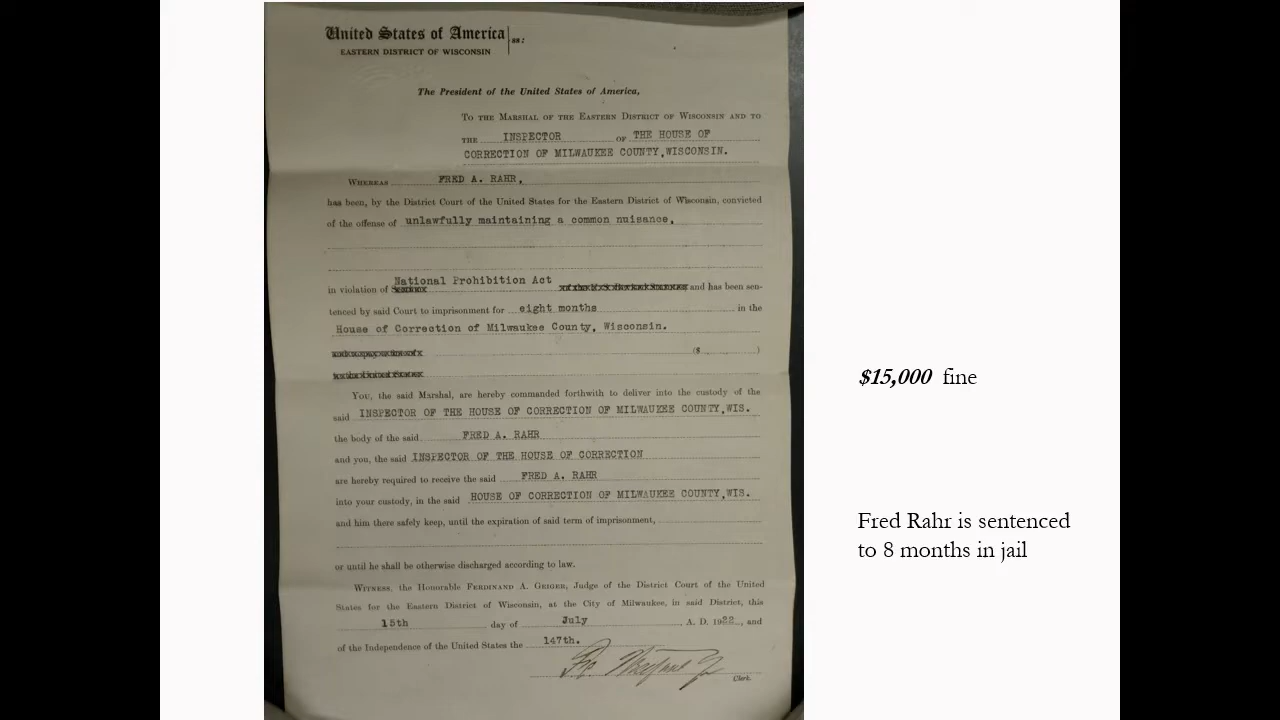 United States of America
ss:
EASTERN DISTRICT OF WISCONSIN
The President of the United States of America,
TO THE MARSHAL OF THE EASTERN DISTRICT OF WISCONSIN AND TO
THE INSPECTOR OF THE HOUSE OF
CORRECTION OF MILWAUKEE COUNTY, WISCONSIN.
WHEREAS FRED A. RAHR,
has been, by the District Court of the United States for the Eastern District of Wisconsin, convicted
of the offense of unlawfully maintaining a common nuisance,
National Prohibition Act
in violation of and has been sen-
tenced by said Court to imprisonment for eight months in the
House of Correction of Milwaukee County, Wisconsin.
($ )
YOU, the said Marshal, are hereby commanded forthwith to deliver into the custody of the
said INSPECTOR OF THE HOUSE OF CORRECTION OF MILWAUKEE COUNTY, WIS.
the body of the said FRED A. RAHR
and you, the said INSPECTOR OF THE HOUSE OF CORRECTION
are hereby required to receive the said FRED A. RAHR
into your custody, in the said HOUSE OF CORRECTION OF MILWAUKEE COUNTY, WIS.
and him there safely keep, until the expiration of said term of imprisonment,
or until he shall be otherwise discharged according to law.
WITNESS, the Honorable FERDINAND A. GEIGER, Judge of the District Court of the United
States for the Eastern District of Wisconsin, at the City of Milwaukee, in said District, this
15th day of July A. D. 1922, and
of the Independence of the United States the 147th.
Clerk.
$15,000 fine
Fred Rahr is sentenced
to 8 months in jail